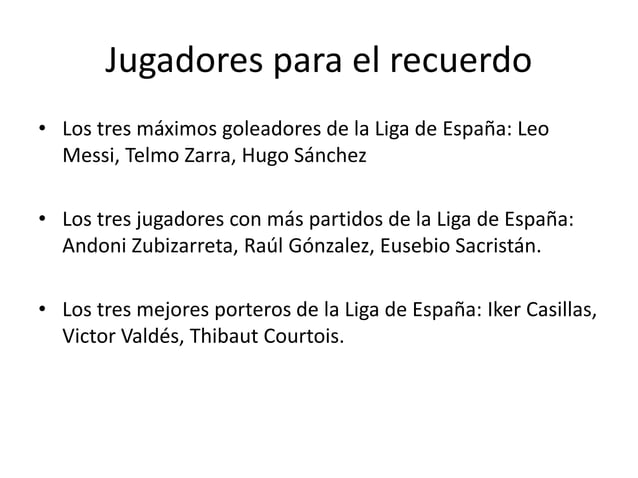 Jugadores para el recuerdo
• Los tres máximos goleadores de la Liga de España: Leo
Messi, Telmo Zarra, Hugo Sánchez
• Los tres jugadores con más partidos de la Liga de España:
Andoni Zubizarreta, Raúl Gónzalez, Eusebio Sacristán.
• Los tres mejores porteros de la Liga de España: Iker Casillas,
Victor Valdés, Thibaut Courtois.